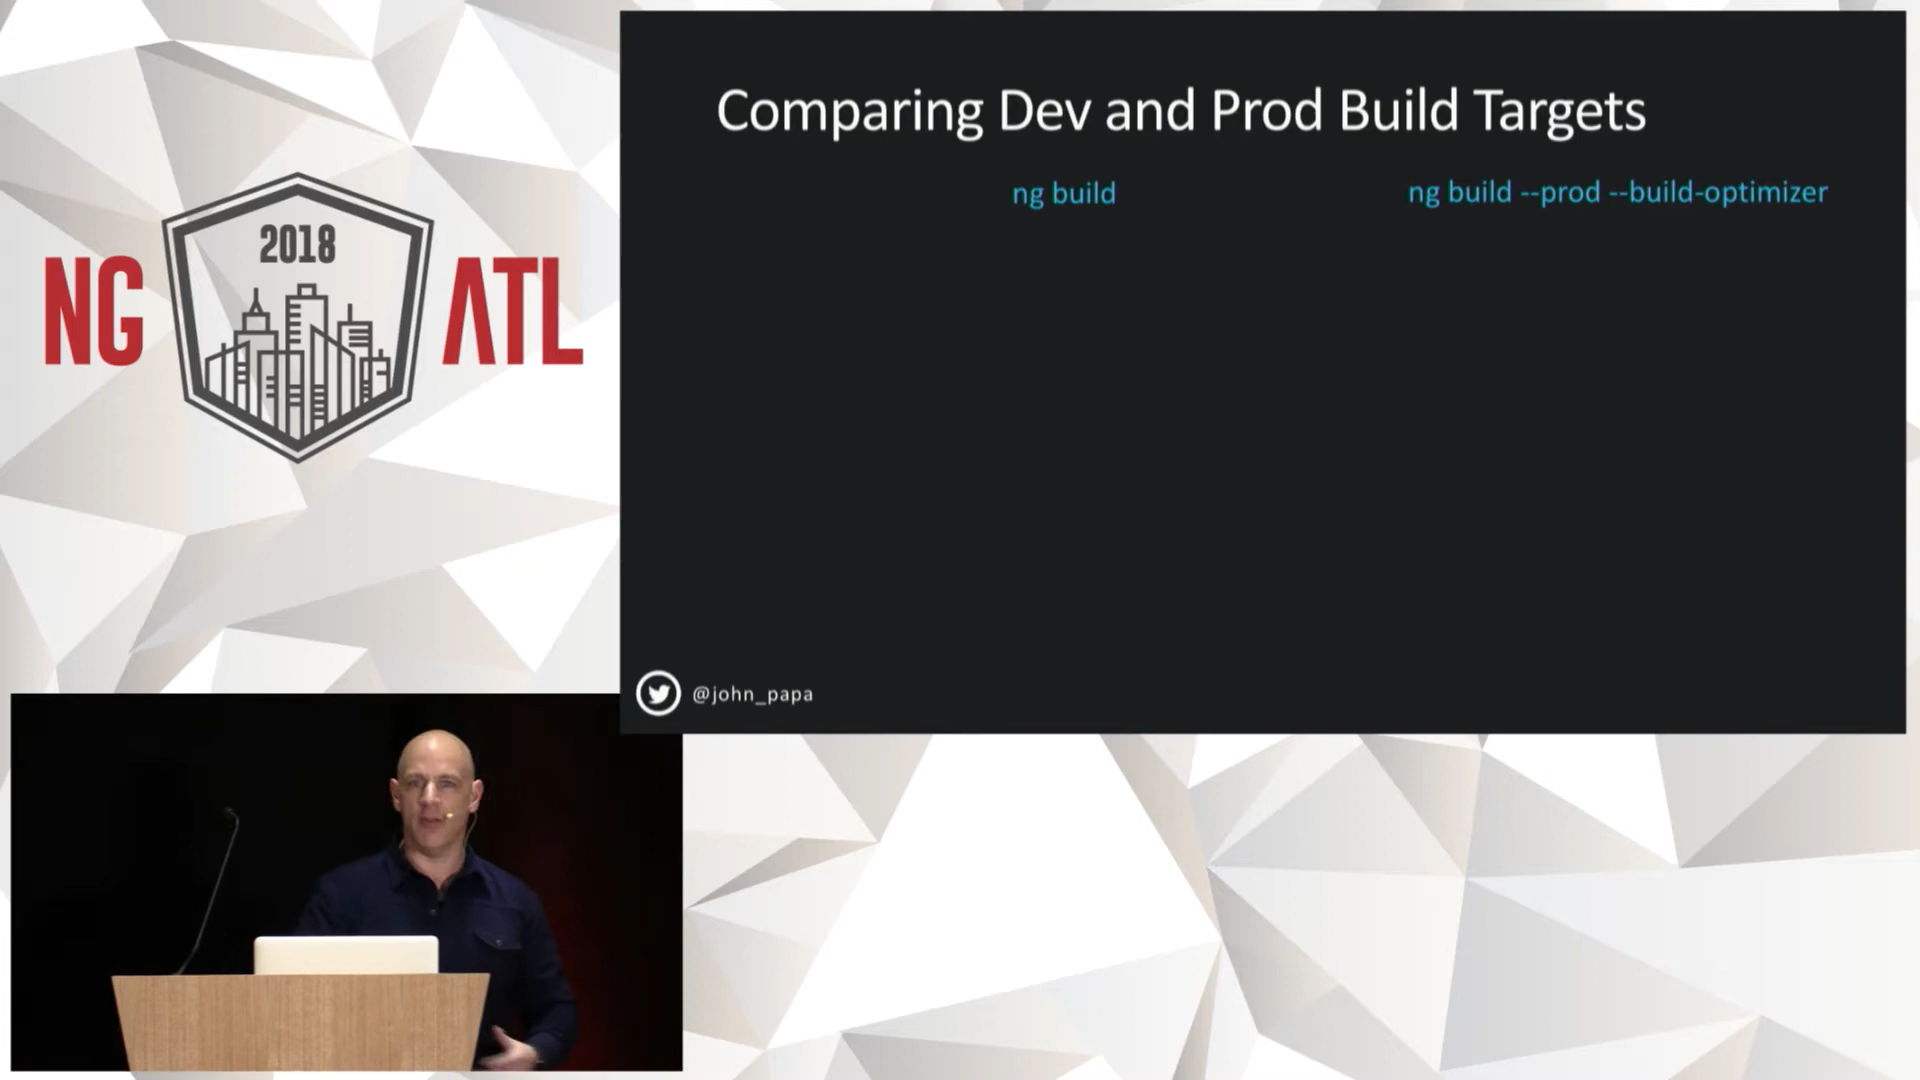 2018
NG ATL
Comparing Dev and Prod Build Targets
ng build
ng build --prod --build-optimizer
@john_papa